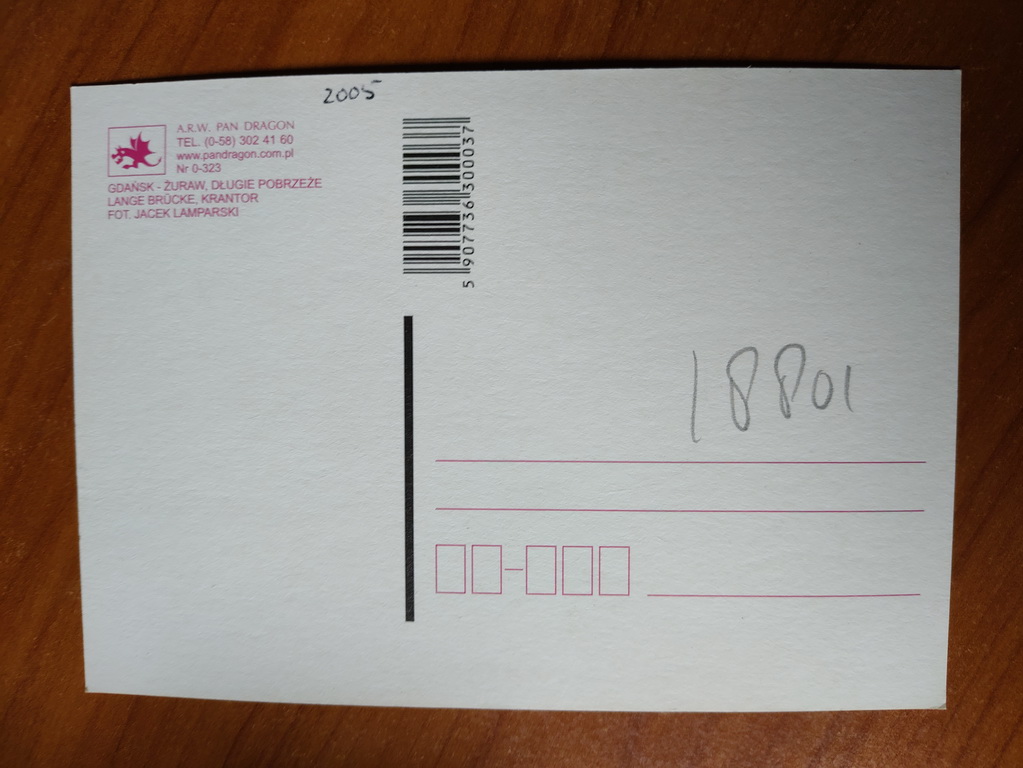 2005
A.R.W. PAN DRAGON
TEL. (0-58) 302 41 60
www.pandragon.com.pl
Nr 0-323
GDAŃSK - ŻURAW, DŁUGIE POBRZEŻE
LANGE BRÜCKE, KRANTOR
FOT. JACEK LAMPARSKI
5 907736 300037
18801